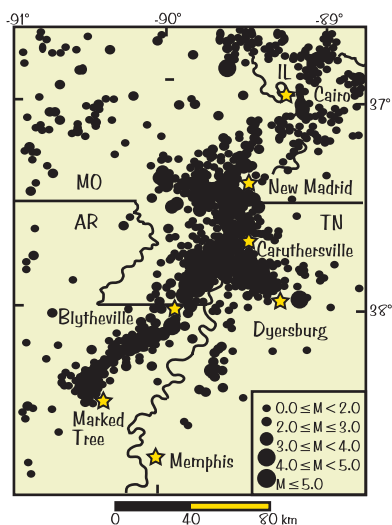 -91°
-90°
-89°
IL
Cairo
37°
MO
New Madrid
AR
TN
Caruthersville
Blytheville
38°
Dyersburg
Marked
Tree
Memphis
0.0 ≤ M < 2.0
2.0 ≤ M ≤ 3.0
3.0 ≤ M < 4.0
4.0 ≤ M < 5.0
M ≤ 5.0
0 40 80 km